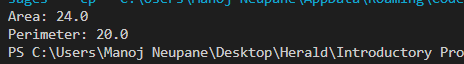 Area: 24.0
Perimeter: 20.0
PS C:\Users\Manoj Neupane\Desktop\Herald\Introductory Pro